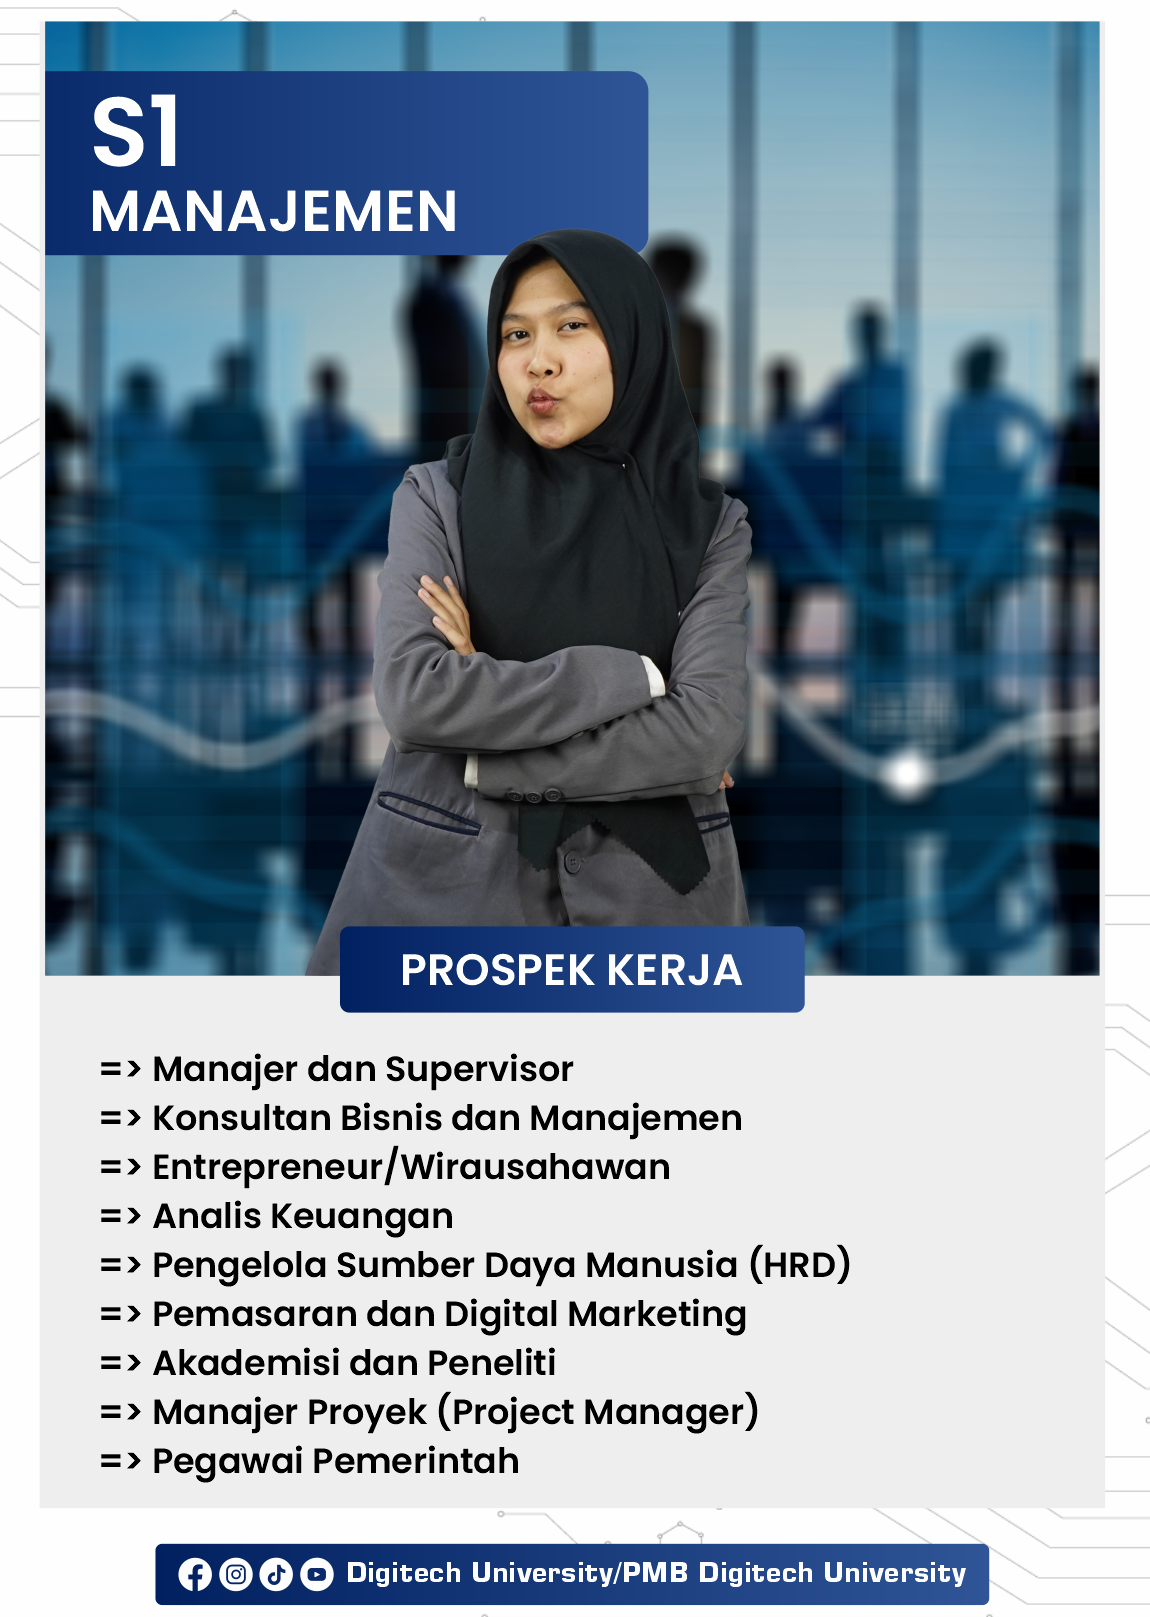 S1
MANAJEMEN
PROSPEK KERJA
=> Manajer dan Supervisor
=> Konsultan Bisnis dan Manajemen
=> Entrepreneur/Wirausahawan
=> Analis Keuangan
=> Pengelola Sumber Daya Manusia (HRD)
=> Pemasaran dan Digital Marketing
=> Akademisi dan Peneliti
=> Manajer Proyek (Project Manager)
=> Pegawai Pemerintah
Digitech University/PMB Digitech University